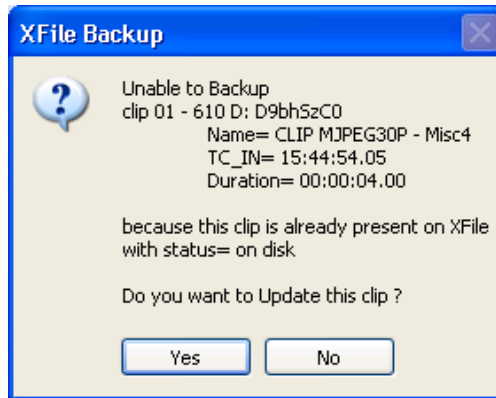 XFile Backup
Unable to Backup
clip 01 - 610 D: D9bhSzC0
Name= CLIP MJPEG30P - Misc4
TC_IN= 15:44:54.05
Duration= 00:00:04.00
because this clip is already present on XFile
with status= on disk
Do you want to Update this clip ?
Yes
No